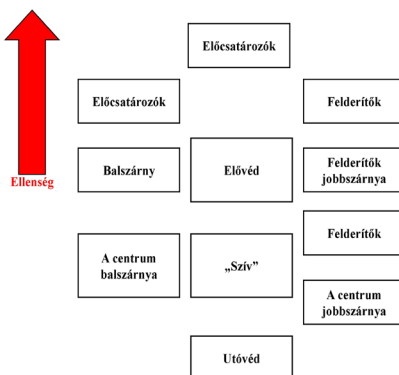 Előcsatározók
Előcsatározók
Felderítők
Ellenség
Balszárny
Elővéd
Felderítők
jobbszárnya
Felderítők
A centrum
balszárnya
„Szív”
A centrum
jobbszárnya
Utóvéd